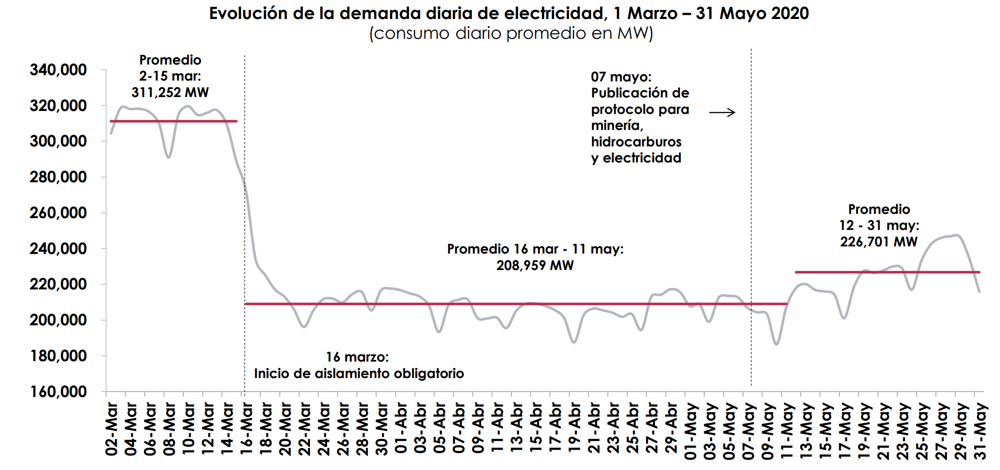 Evolución de la demanda diaria de electricidad, 1 Marzo – 31 Mayo 2020
(consumo diario promedio en MW)
Promedio
2-15 mar:
311,252 MW
07 mayo:
Publicación de
protocolo para
minería,
hidrocarburos
y electricidad
Promedio
12 - 31 may:
226,701 MW
Promedio 16 mar - 11 may:
208,959 MW
16 marzo:
Inicio de aislamiento obligatorio
340,000
320,000
300,000
280,000
260,000
240,000
220,000
200,000
180,000
160,000
02-Mar
04-Mar
06-Mar
08-Mar
10-Mar
12-Mar
14-Mar
16-Mar
18-Mar
20-Mar
22-Mar
24-Mar
26-Mar
28-Mar
30-Mar
01-Abr
03-Abr
05-Abr
07-Abr
09-Abr
11-Abr
13-Abr
15-Abr
17-Abr
19-Abr
21-Abr
23-Abr
25-Abr
27-Abr
29-Abr
01-May
03-May
05-May
07-May
09-May
11-May
13-May
15-May
17-May
19-May
21-May
23-May
25-May
27-May
29-May
31-May